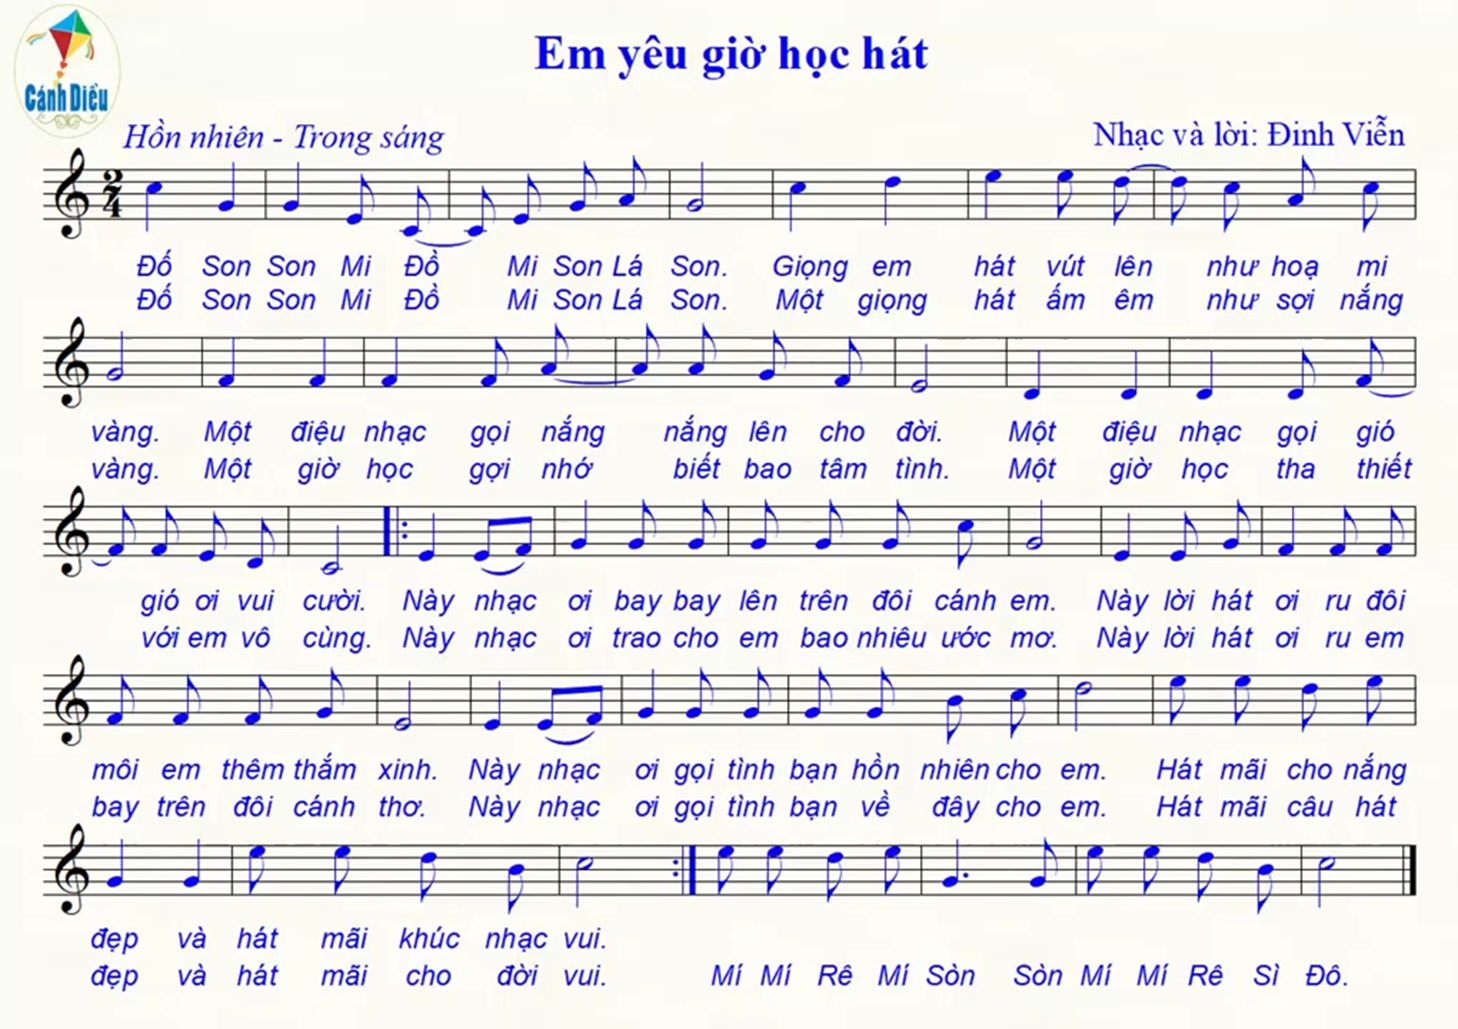 Cánh Diều
Em yêu giờ học hát
Hồn nhiên - Trong sáng
Nhạc và lời: Đinh Viễn
2
4
Đố Son Son Mi Đồ Mi Son Lá Son. Giọng em hát vút lên như hoạ mi
Đố Son Son Mi Đồ Mi Son Lá Son. Một giọng hát ấm êm như sợi nắng
vàng. Một điệu nhạc gọi nắng nắng lên cho đời. Một điệu nhạc gọi gió
vàng. Một giờ học gợi nhớ biết bao tâm tình. Một giờ học tha thiết
gió ơi vui cười. Này nhạc ơi bay bay lên trên đôi cánh em. Này lời hát ơi ru đôi
với em vô cùng. Này nhạc ơi trao cho em bao nhiêu ước mơ. Này lời hát ơi ru em
môi em thêm thắm xinh. Này nhạc ơi gọi tình bạn hồn nhiên cho em. Hát mãi cho nắng
bay trên đôi cánh thơ. Này nhạc ơi gọi tình bạn về đây cho em. Hát mãi câu hát
đẹp và hát mãi khúc nhạc vui.
đẹp và hát mãi cho đời vui. Mí Mí Rê Mí Sòn Sòn Mí Mí Rê Sì Đô.